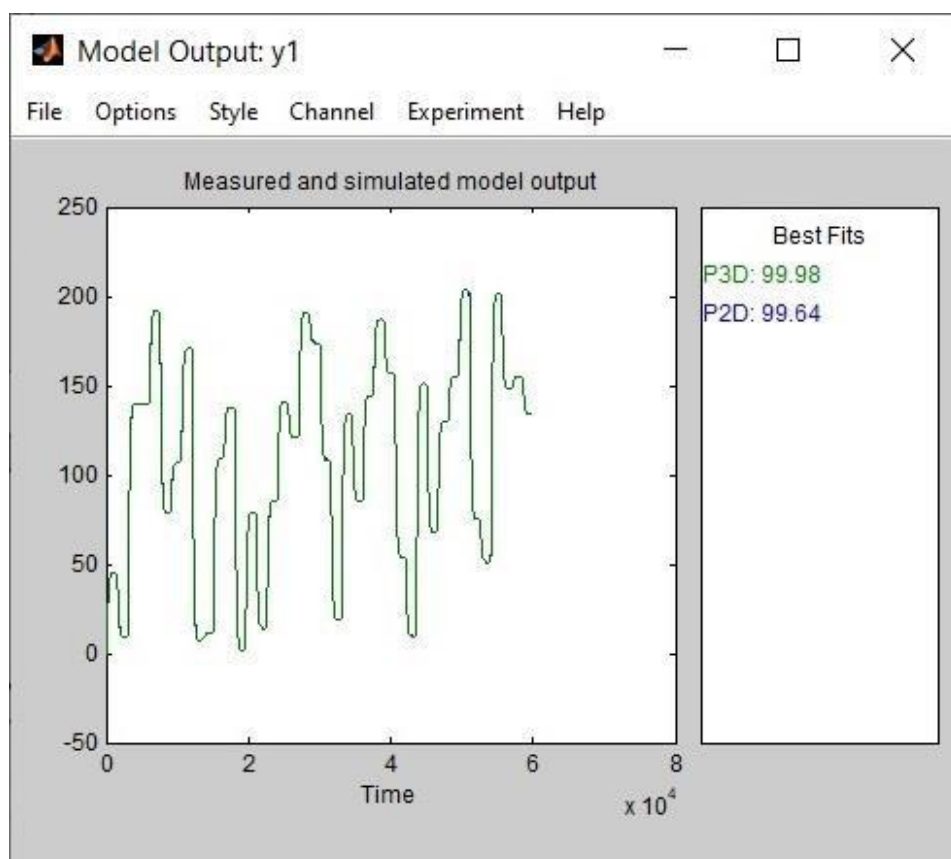 Model Output: y1
File Options Style Channel Experiment Help
Measured and simulated model output
250
200
150
100
50
0
-50
0 2 4 6 8
Time
x 10^4
Best Fits
P3D: 99.98
P2D: 99.64